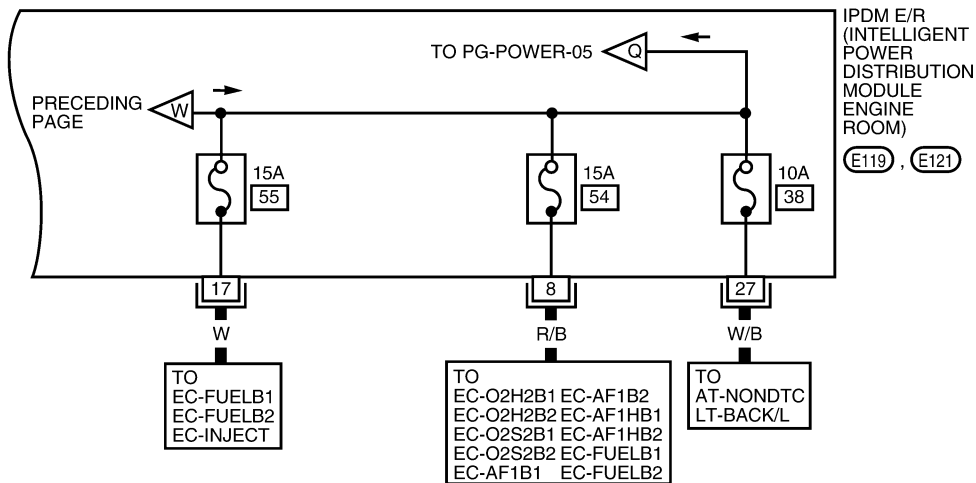 IPDM E/R
(INTELLIGENT
POWER
DISTRIBUTION
MODULE
ENGINE
ROOM)
E119 , E121
TO PG-POWER-05 Q
PRECEDING
PAGE
W
15A
55
15A
54
10A
38
17
8
27
W
R/B
W/B
TO
EC-FUELB1
EC-FUELB2
EC-INJECT
TO
EC-O2H2B1 EC-AF1B2
EC-O2H2B2 EC-AF1HB1
EC-O2S2B1 EC-AF1HB2
EC-O2S2B2 EC-FUELB1
EC-AF1B1 EC-FUELB2
TO
AT-NONDTC
LT-BACK/L